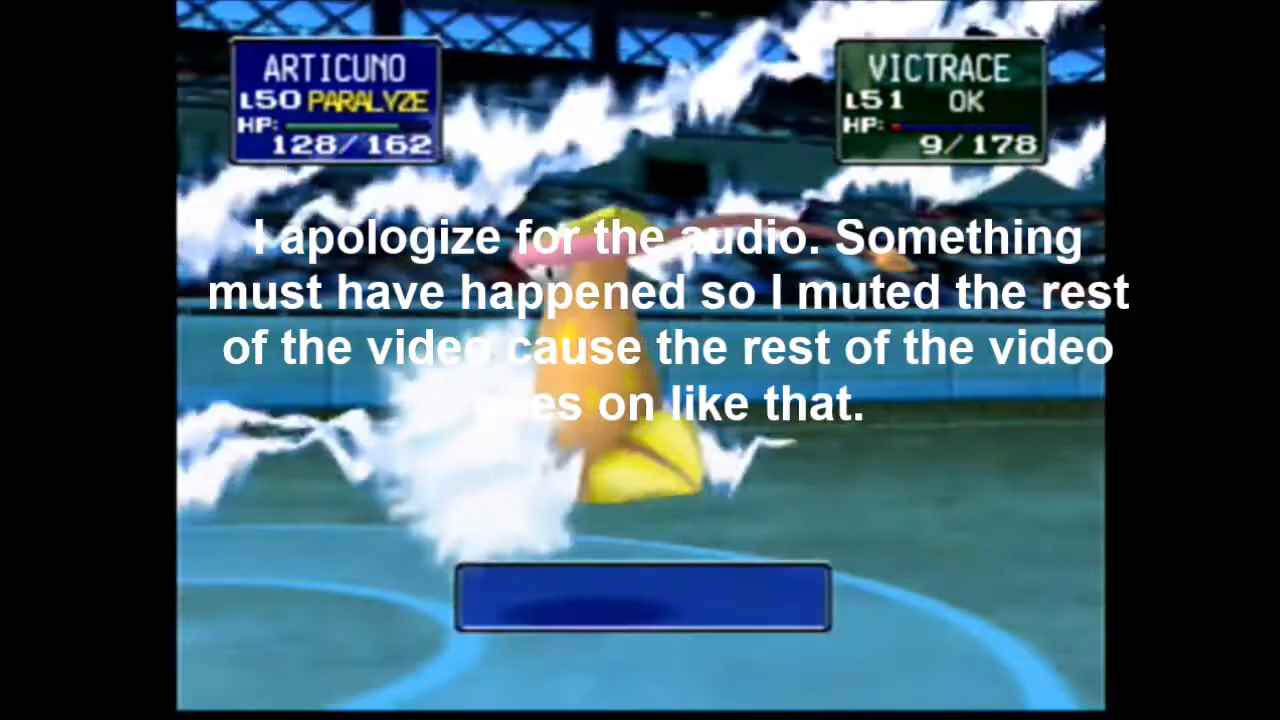 ARTICUNO
L50 PARALYZE
HP:
128/162
VICTRACE
L51 OK
HP:
9/178
I apologize for the audio. Something
must have happened so I muted the rest
of the video cause the rest of the video
goes on like that.